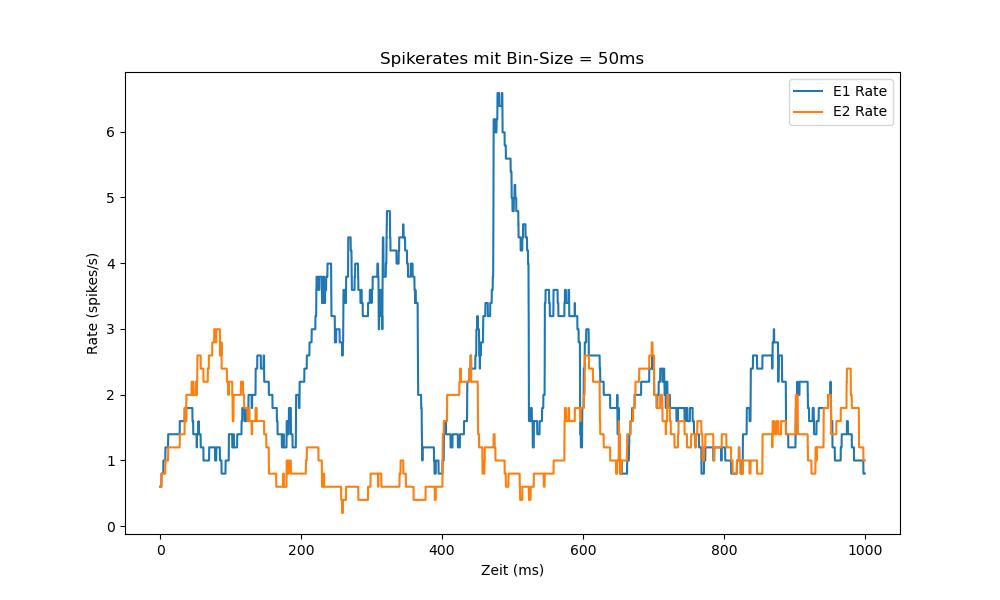 Spikerates mit Bin-Size = 50ms
E1 Rate
E2 Rate
Rate (spikes/s)
6
5
4
3
2
1
0
0 200 400 600 800 1000
Zeit (ms)